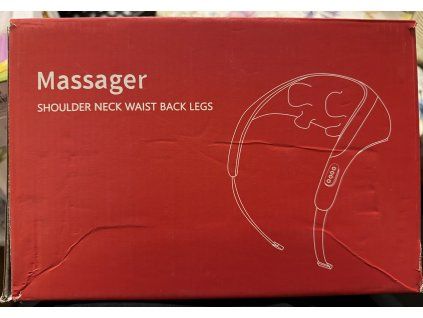 Massager
SHOULDER NECK WAIST BACK LEGS